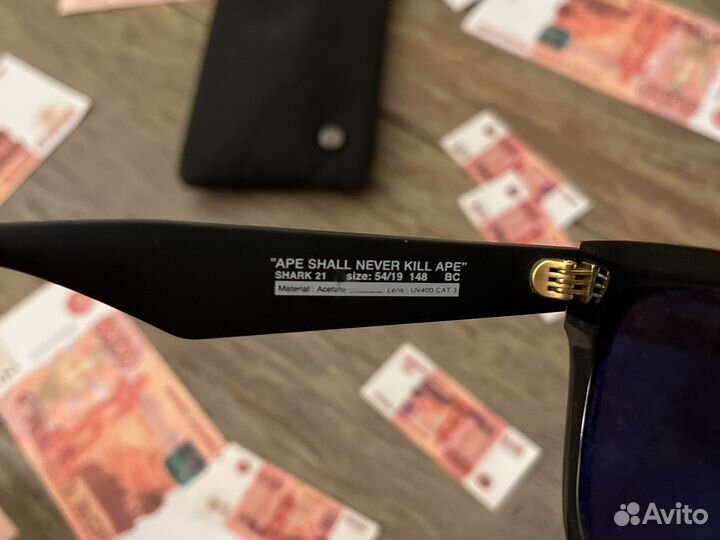 "APE SHALL NEVER KILL APE"
SHARK 21 size: 54/19 148 BC
Material : Acetate Lens : UV400 CAT.3
Avito